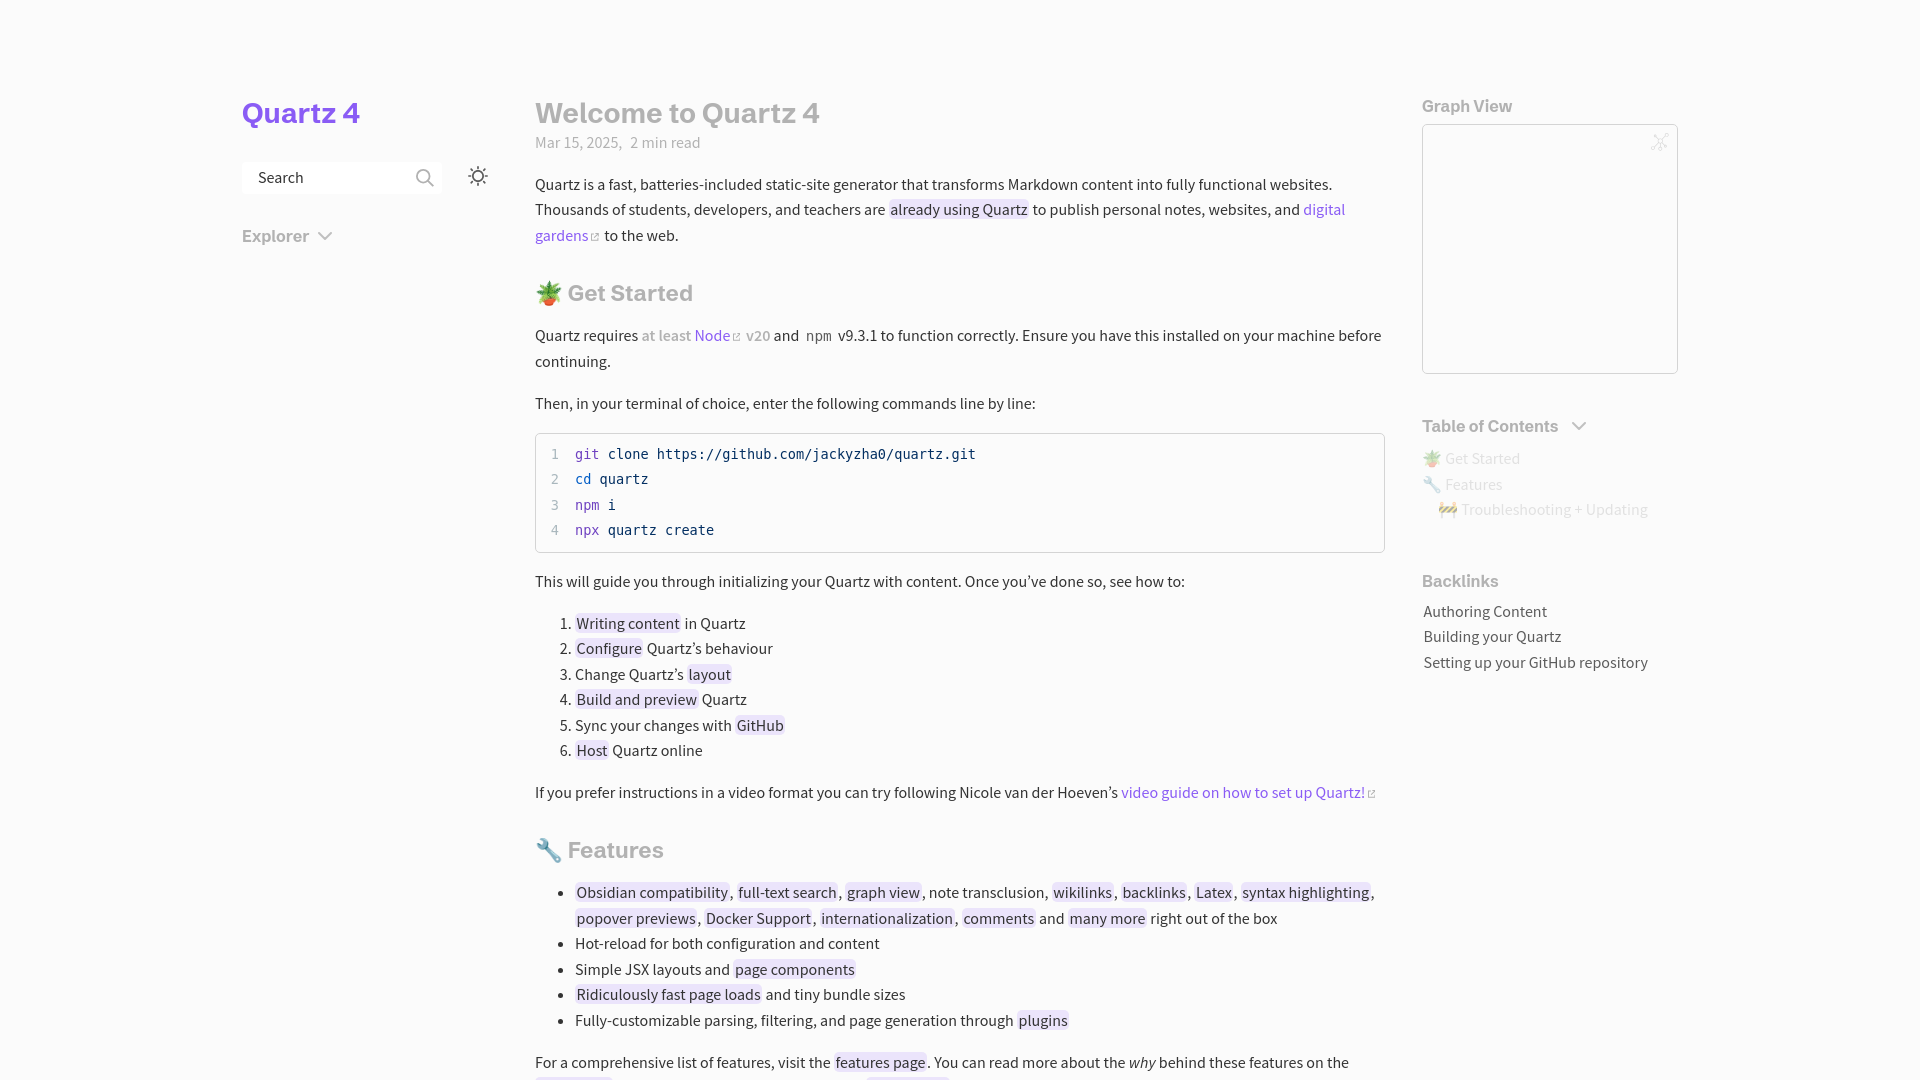 Quartz 4
Search
Explorer
Welcome to Quartz 4
Mar 15, 2025, 2 min read
Quartz is a fast, batteries-included static-site generator that transforms Markdown content into fully functional websites.
Thousands of students, developers, and teachers are already using Quartz to publish personal notes, websites, and digital
gardens to the web.
🪴 Get Started
Quartz requires at least Node v20 and npm v9.3.1 to function correctly. Ensure you have this installed on your machine before
continuing.
Then, in your terminal of choice, enter the following commands line by line:
1 git clone https://github.com/jackyzha0/quartz.git
2 cd quartz
3 npm i
4 npx quartz create
This will guide you through initializing your Quartz with content. Once you’ve done so, see how to:
1. Writing content in Quartz
2. Configure Quartz’s behaviour
3. Change Quartz’s layout
4. Build and preview Quartz
5. Sync your changes with GitHub
6. Host Quartz online
If you prefer instructions in a video format you can try following Nicole van der Hoeven’s video guide on how to set up Quartz!
🔧 Features
• Obsidian compatibility, full-text search, graph view, note transclusion, wikilinks, backlinks, Latex, syntax highlighting,
popover previews, Docker Support, internationalization, comments and many more right out of the box
• Hot-reload for both configuration and content
• Simple JSX layouts and page components
• Ridiculously fast page loads and tiny bundle sizes
• Fully-customizable parsing, filtering, and page generation through plugins
For a comprehensive list of features, visit the features page. You can read more about the why behind these features on the
Graph View
Table of Contents
🪴 Get Started
🔧 Features
🚧 Troubleshooting + Updating
Backlinks
Authoring Content
Building your Quartz
Setting up your GitHub repository